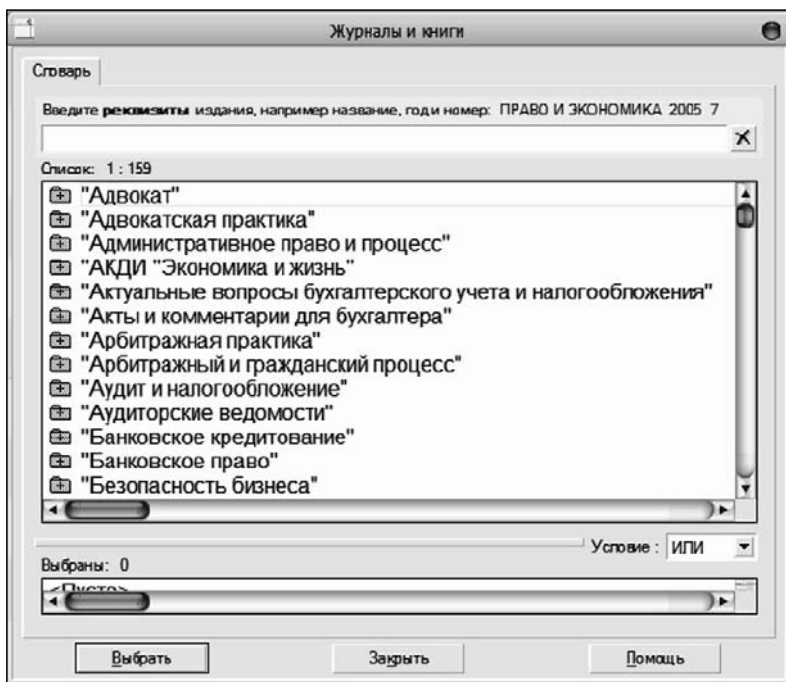 Журналы и книги
Словарь
Введите реквизиты издания, например название, год и номер: ПРАВО И ЭКОНОМИКА 2005 7
Список: 1 : 159
"Адвокат"
"Адвокатская практика"
"Административное право и процесс"
"АКДИ "Экономика и жизнь"
"Актуальные вопросы бухгалтерского учета и налогообложения"
"Акты и комментарии для бухгалтера"
"Арбитражная практика"
"Арбитражный и гражданский процесс"
"Аудит и налогообложение"
"Аудиторские ведомости"
"Банковское кредитование"
"Банковское право"
"Безопасность бизнеса"
Условие : ИЛИ
Выбраны: 0
<Пусто>
Выбрать Закрыть Помощь